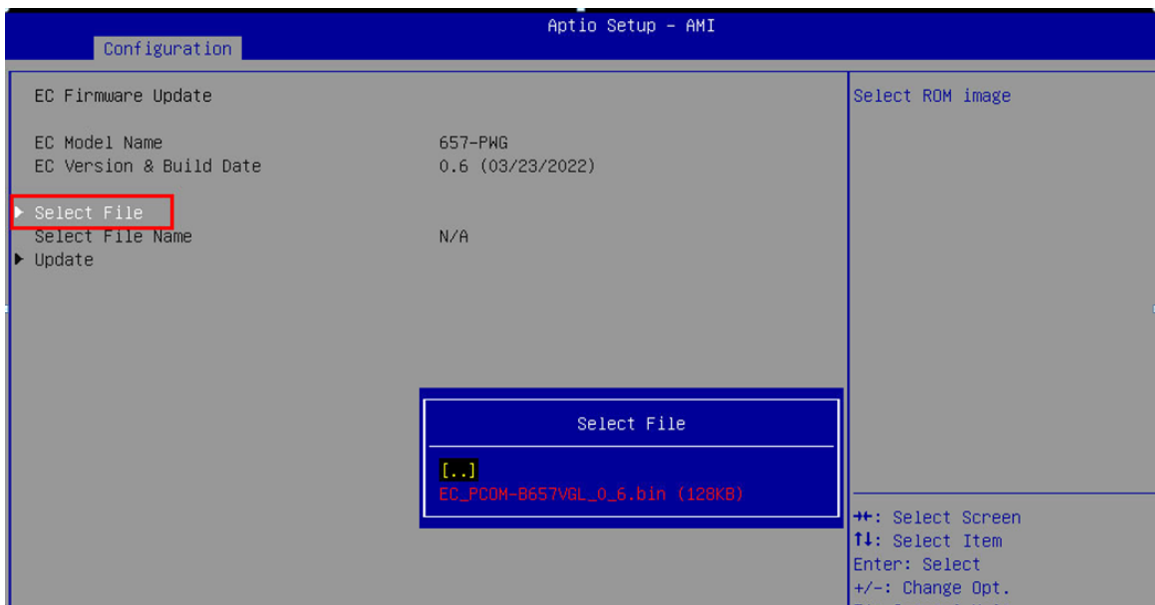 Aptio Setup - AMI
Configuration
EC Firmware Update
Select ROM image
EC Model Name 657-PWG
EC Version & Build Date 0.6 (03/23/2022)
▶ Select File
Select File Name N/A
▶ Update
Select File
[..]
EC_PCOM-B657VGL_0_6.bin (128KB)
→←: Select Screen
↑↓: Select Item
Enter: Select
+/-: Change Opt.